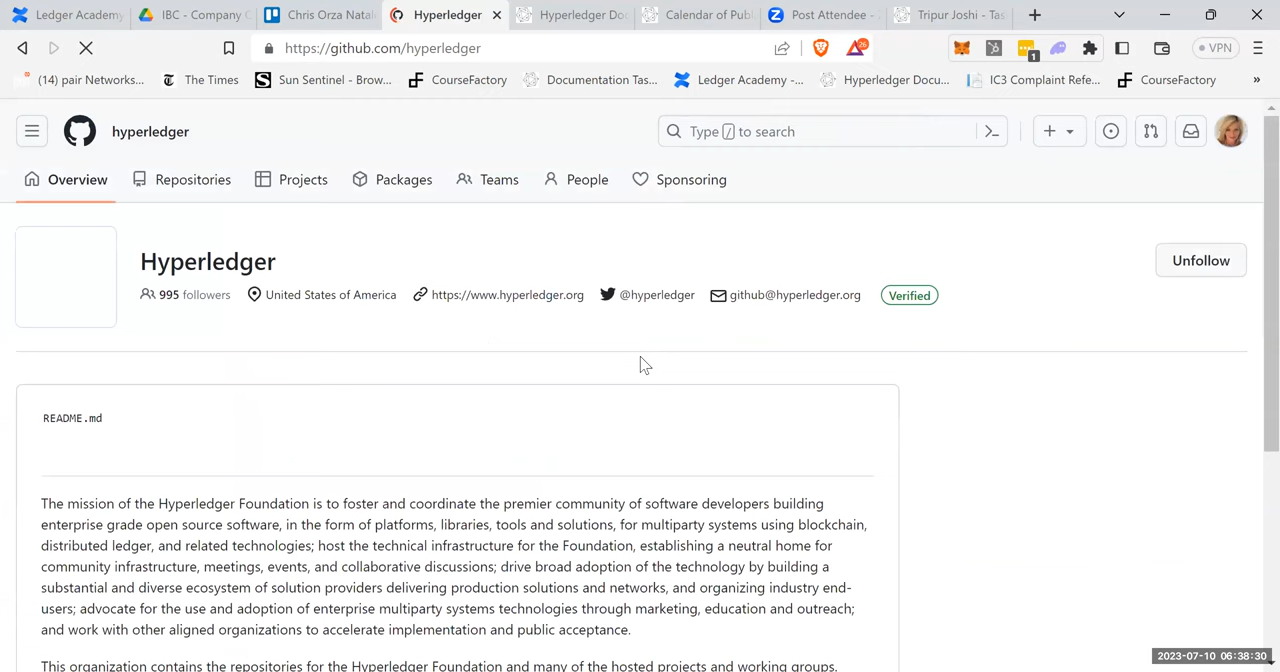 Ledger Academy
IBC - Company C
Chris Orza Natal
Hyperledger
Hyperledger Doc
Calendar of Publ
Post Attendee -
Tripur Joshi - Tas
https://github.com/hyperledger
26
1
VPN
(14) pair Networks...
The Times
Sun Sentinel - Brow...
CourseFactory
Documentation Tas...
Ledger Academy -...
Hyperledger Docu...
IC3 Complaint Refe...
CourseFactory
»
hyperledger
Type / to search
Overview
Repositories
Projects
Packages
Teams
People
Sponsoring
Hyperledger
Unfollow
995 followers
United States of America
https://www.hyperledger.org
@hyperledger
github@hyperledger.org
Verified
README.md
The mission of the Hyperledger Foundation is to foster and coordinate the premier community of software developers building
enterprise grade open source software, in the form of platforms, libraries, tools and solutions, for multiparty systems using blockchain,
distributed ledger, and related technologies; host the technical infrastructure for the Foundation, establishing a neutral home for
community infrastructure, meetings, events, and collaborative discussions; drive broad adoption of the technology by building a
substantial and diverse ecosystem of solution providers delivering production solutions and networks, and organizing industry end-
users; advocate for the use and adoption of enterprise multiparty systems technologies through marketing, education and outreach;
and work with other aligned organizations to accelerate implementation and public acceptance.
This organization contains the repositories for the Hyperledger Foundation and many of the hosted projects and working groups.
2023-07-10 06:38:30